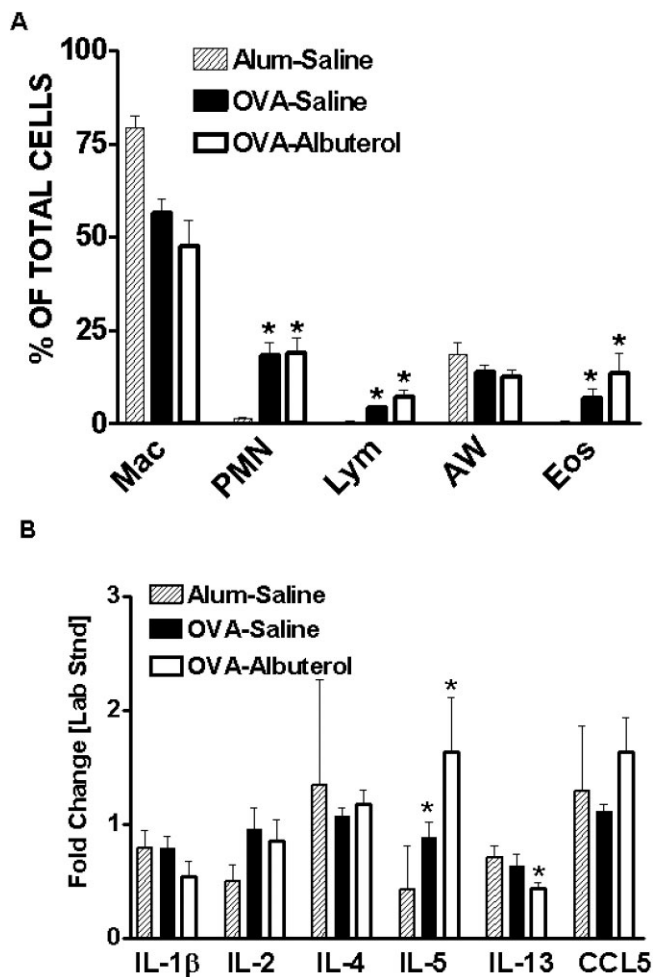 A
% OF TOTAL CELLS
100
75
50
25
0
Alum-Saline
OVA-Saline
OVA-Albuterol
* * * * * *
Mac PMN Lym AW Eos
B
Fold Change [Lab Stnd]
3
2
1
0
Alum-Saline
OVA-Saline
OVA-Albuterol
* * *
IL-1β IL-2 IL-4 IL-5 IL-13 CCL5